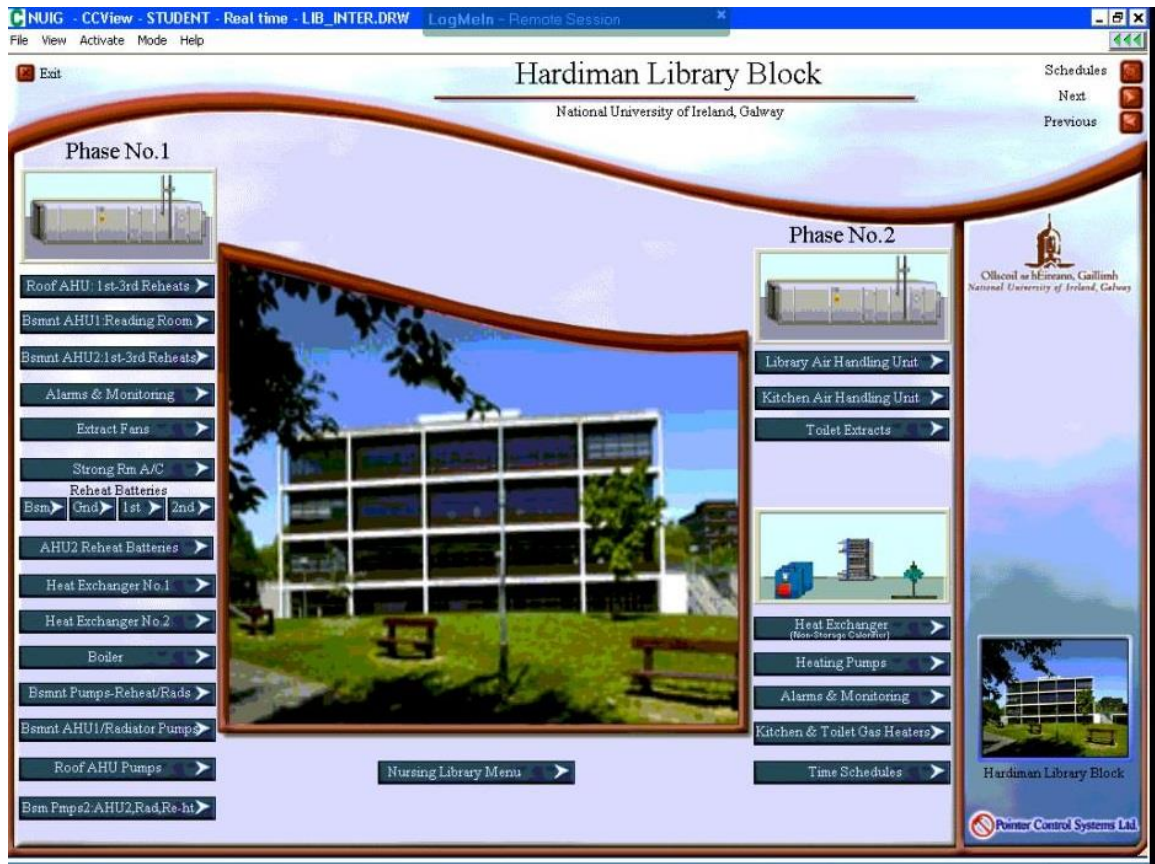 NUIG - CCView - STUDENT - Real time - LIB_INTER.DRW
LogMeIn - Remote Session
File View Activate Mode Help
Exit
Hardiman Library Block
National University of Ireland, Galway
Schedules
Next
Previous
Phase No.1
Roof AHU: 1st-3rd Reheats
Bsmnt AHU1:Reading Room
Bsmnt AHU2:1st-3rd Reheats
Alarms & Monitoring
Extract Fans
Strong Rm A/C
Reheat Batteries
Bsm Gnd 1st 2nd
AHU2 Reheat Batteries
Heat Exchanger No.1
Heat Exchanger No.2
Boiler
Bsmnt Pumps-Reheat/Rads
Bsmnt AHU1/Radiator Pumps
Roof AHU Pumps
Bsm Pmps2:AHU2,Rad,Re-ht
Nursing Library Menu
Phase No.2
Library Air Handling Unit
Kitchen Air Handling Unit
Toilet Extracts
Heat Exchanger
(Non-Storage Calorifier)
Heating Pumps
Alarms & Monitoring
Kitchen & Toilet Gas Heaters
Time Schedules
Ollscoil na hÉireann, Gaillimh
National University of Ireland, Galway
Hardiman Library Block
Pointer Control Systems Ltd.